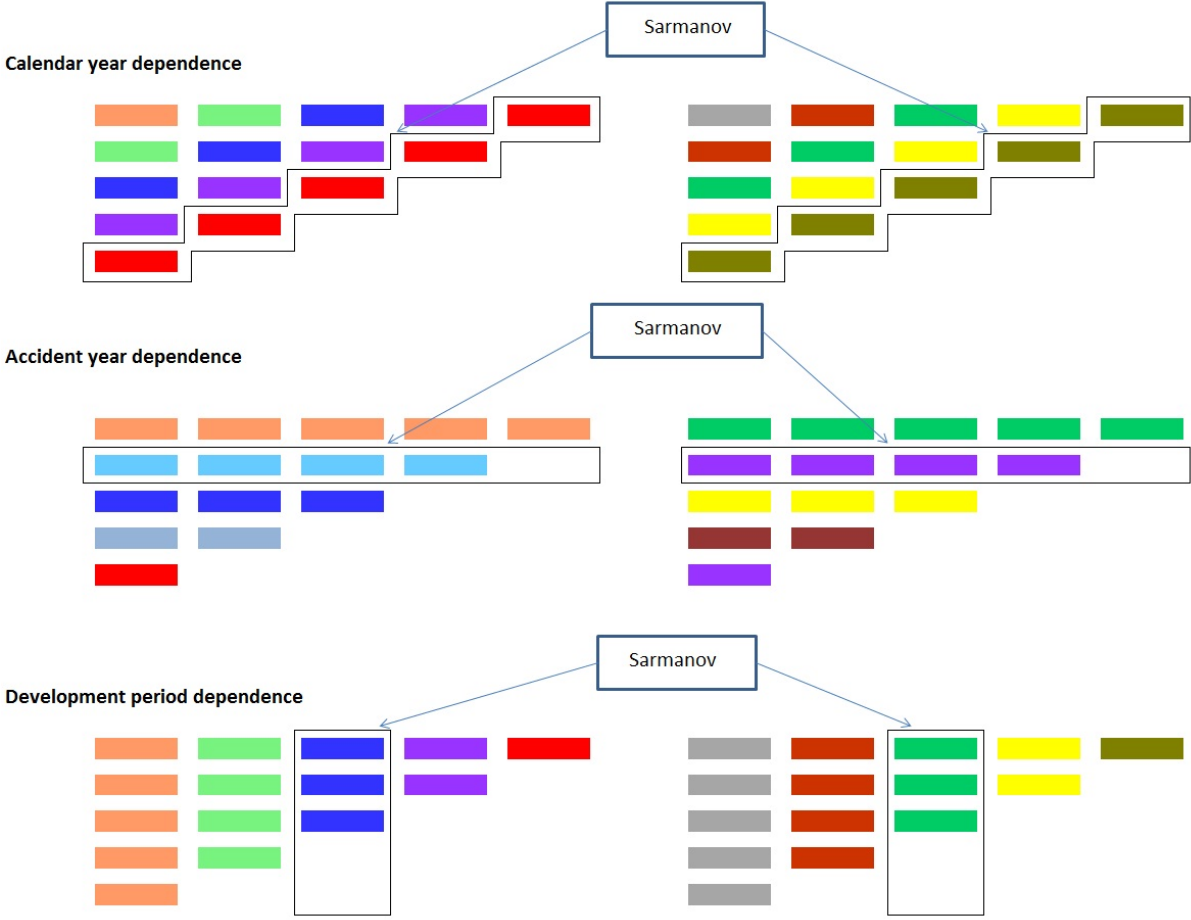 Sarmanov
Calendar year dependence
Sarmanov
Accident year dependence
Sarmanov
Development period dependence